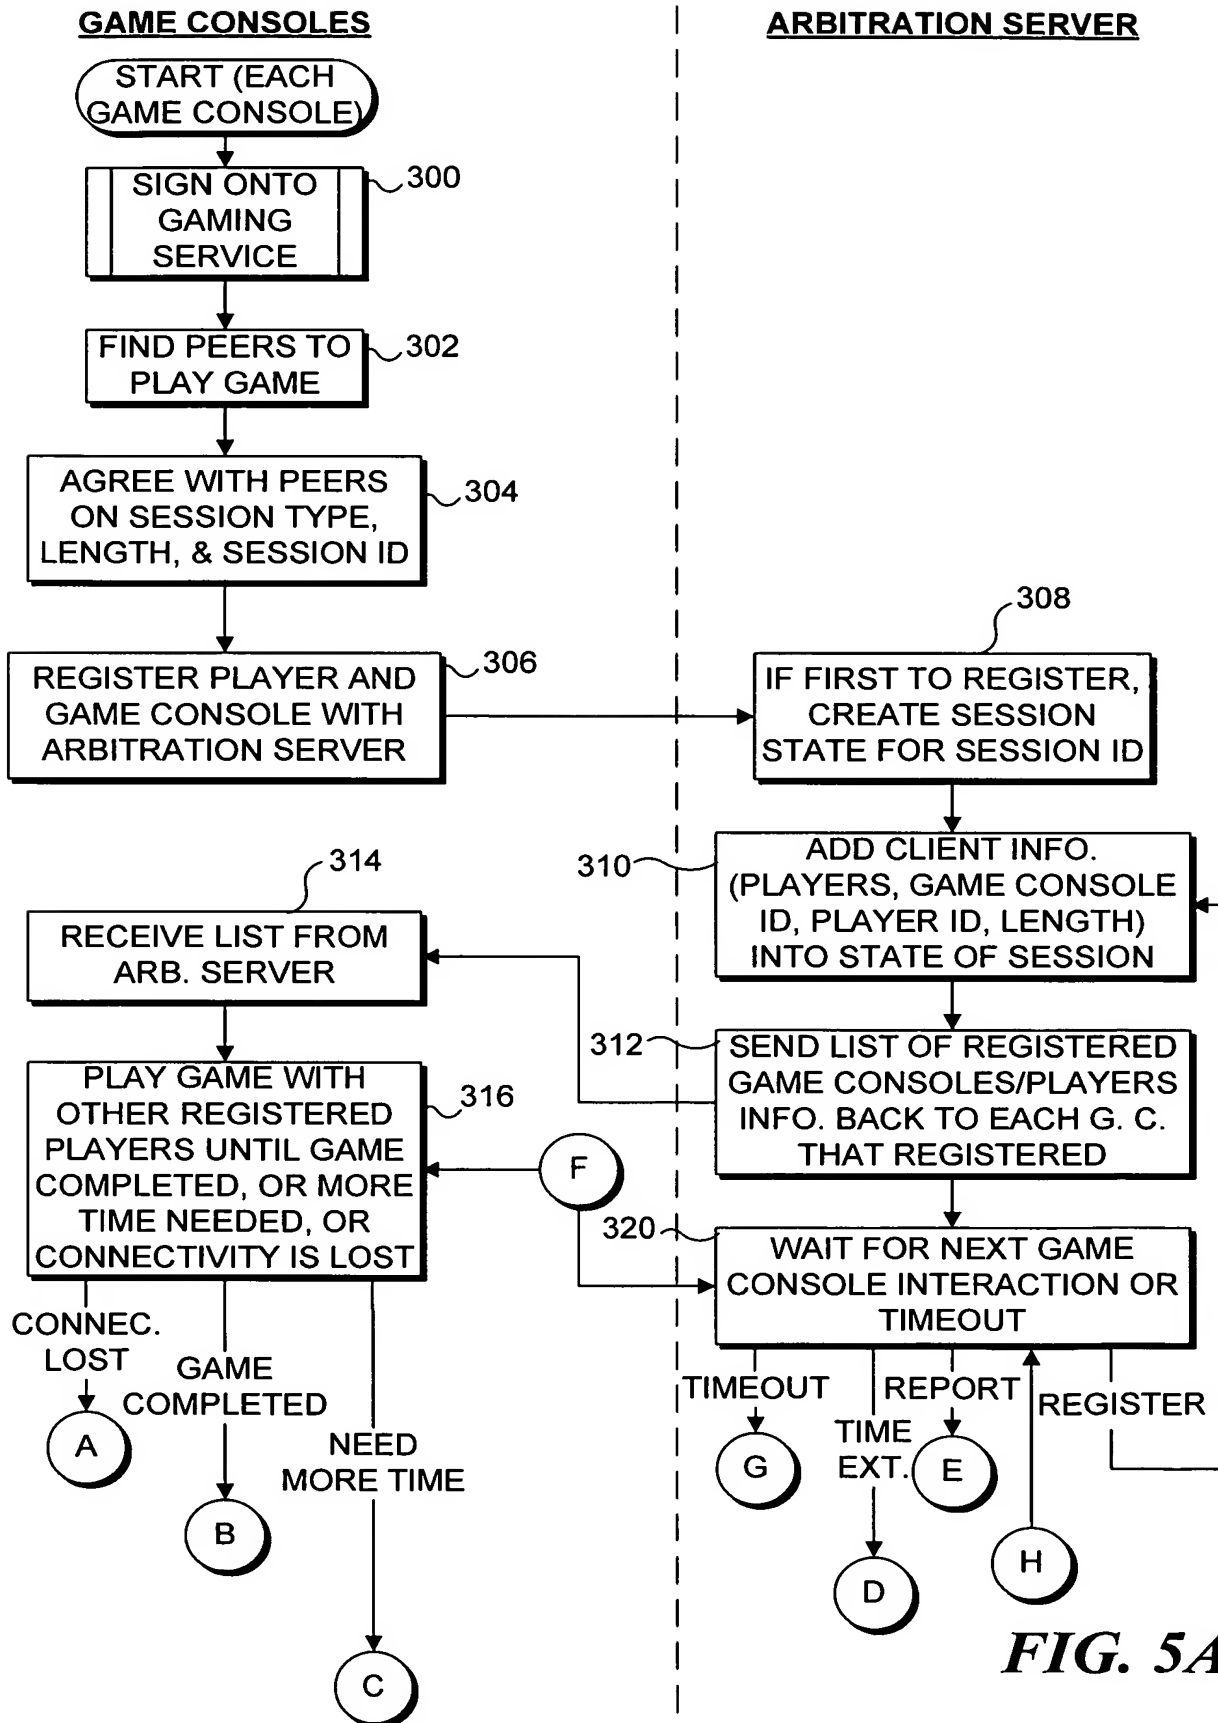 GAME CONSOLES
ARBITRATION SERVER
START (EACH
GAME CONSOLE)
SIGN ONTO
GAMING
SERVICE
300
FIND PEERS TO
PLAY GAME
302
AGREE WITH PEERS
ON SESSION TYPE,
LENGTH, & SESSION ID
304
REGISTER PLAYER AND
GAME CONSOLE WITH
ARBITRATION SERVER
306
308
IF FIRST TO REGISTER,
CREATE SESSION
STATE FOR SESSION ID
310
ADD CLIENT INFO.
(PLAYERS, GAME CONSOLE
ID, PLAYER ID, LENGTH)
INTO STATE OF SESSION
312
SEND LIST OF REGISTERED
GAME CONSOLES/PLAYERS
INFO. BACK TO EACH G. C.
THAT REGISTERED
314
RECEIVE LIST FROM
ARB. SERVER
PLAY GAME WITH
OTHER REGISTERED
PLAYERS UNTIL GAME
COMPLETED, OR MORE
TIME NEEDED, OR
CONNECTIVITY IS LOST
316
F
320
WAIT FOR NEXT GAME
CONSOLE INTERACTION OR
TIMEOUT
CONNEC.
LOST
A
GAME
COMPLETED
B
NEED
MORE TIME
C
TIMEOUT
G
TIME
EXT.
D
REPORT
E
H
REGISTER
FIG. 5A